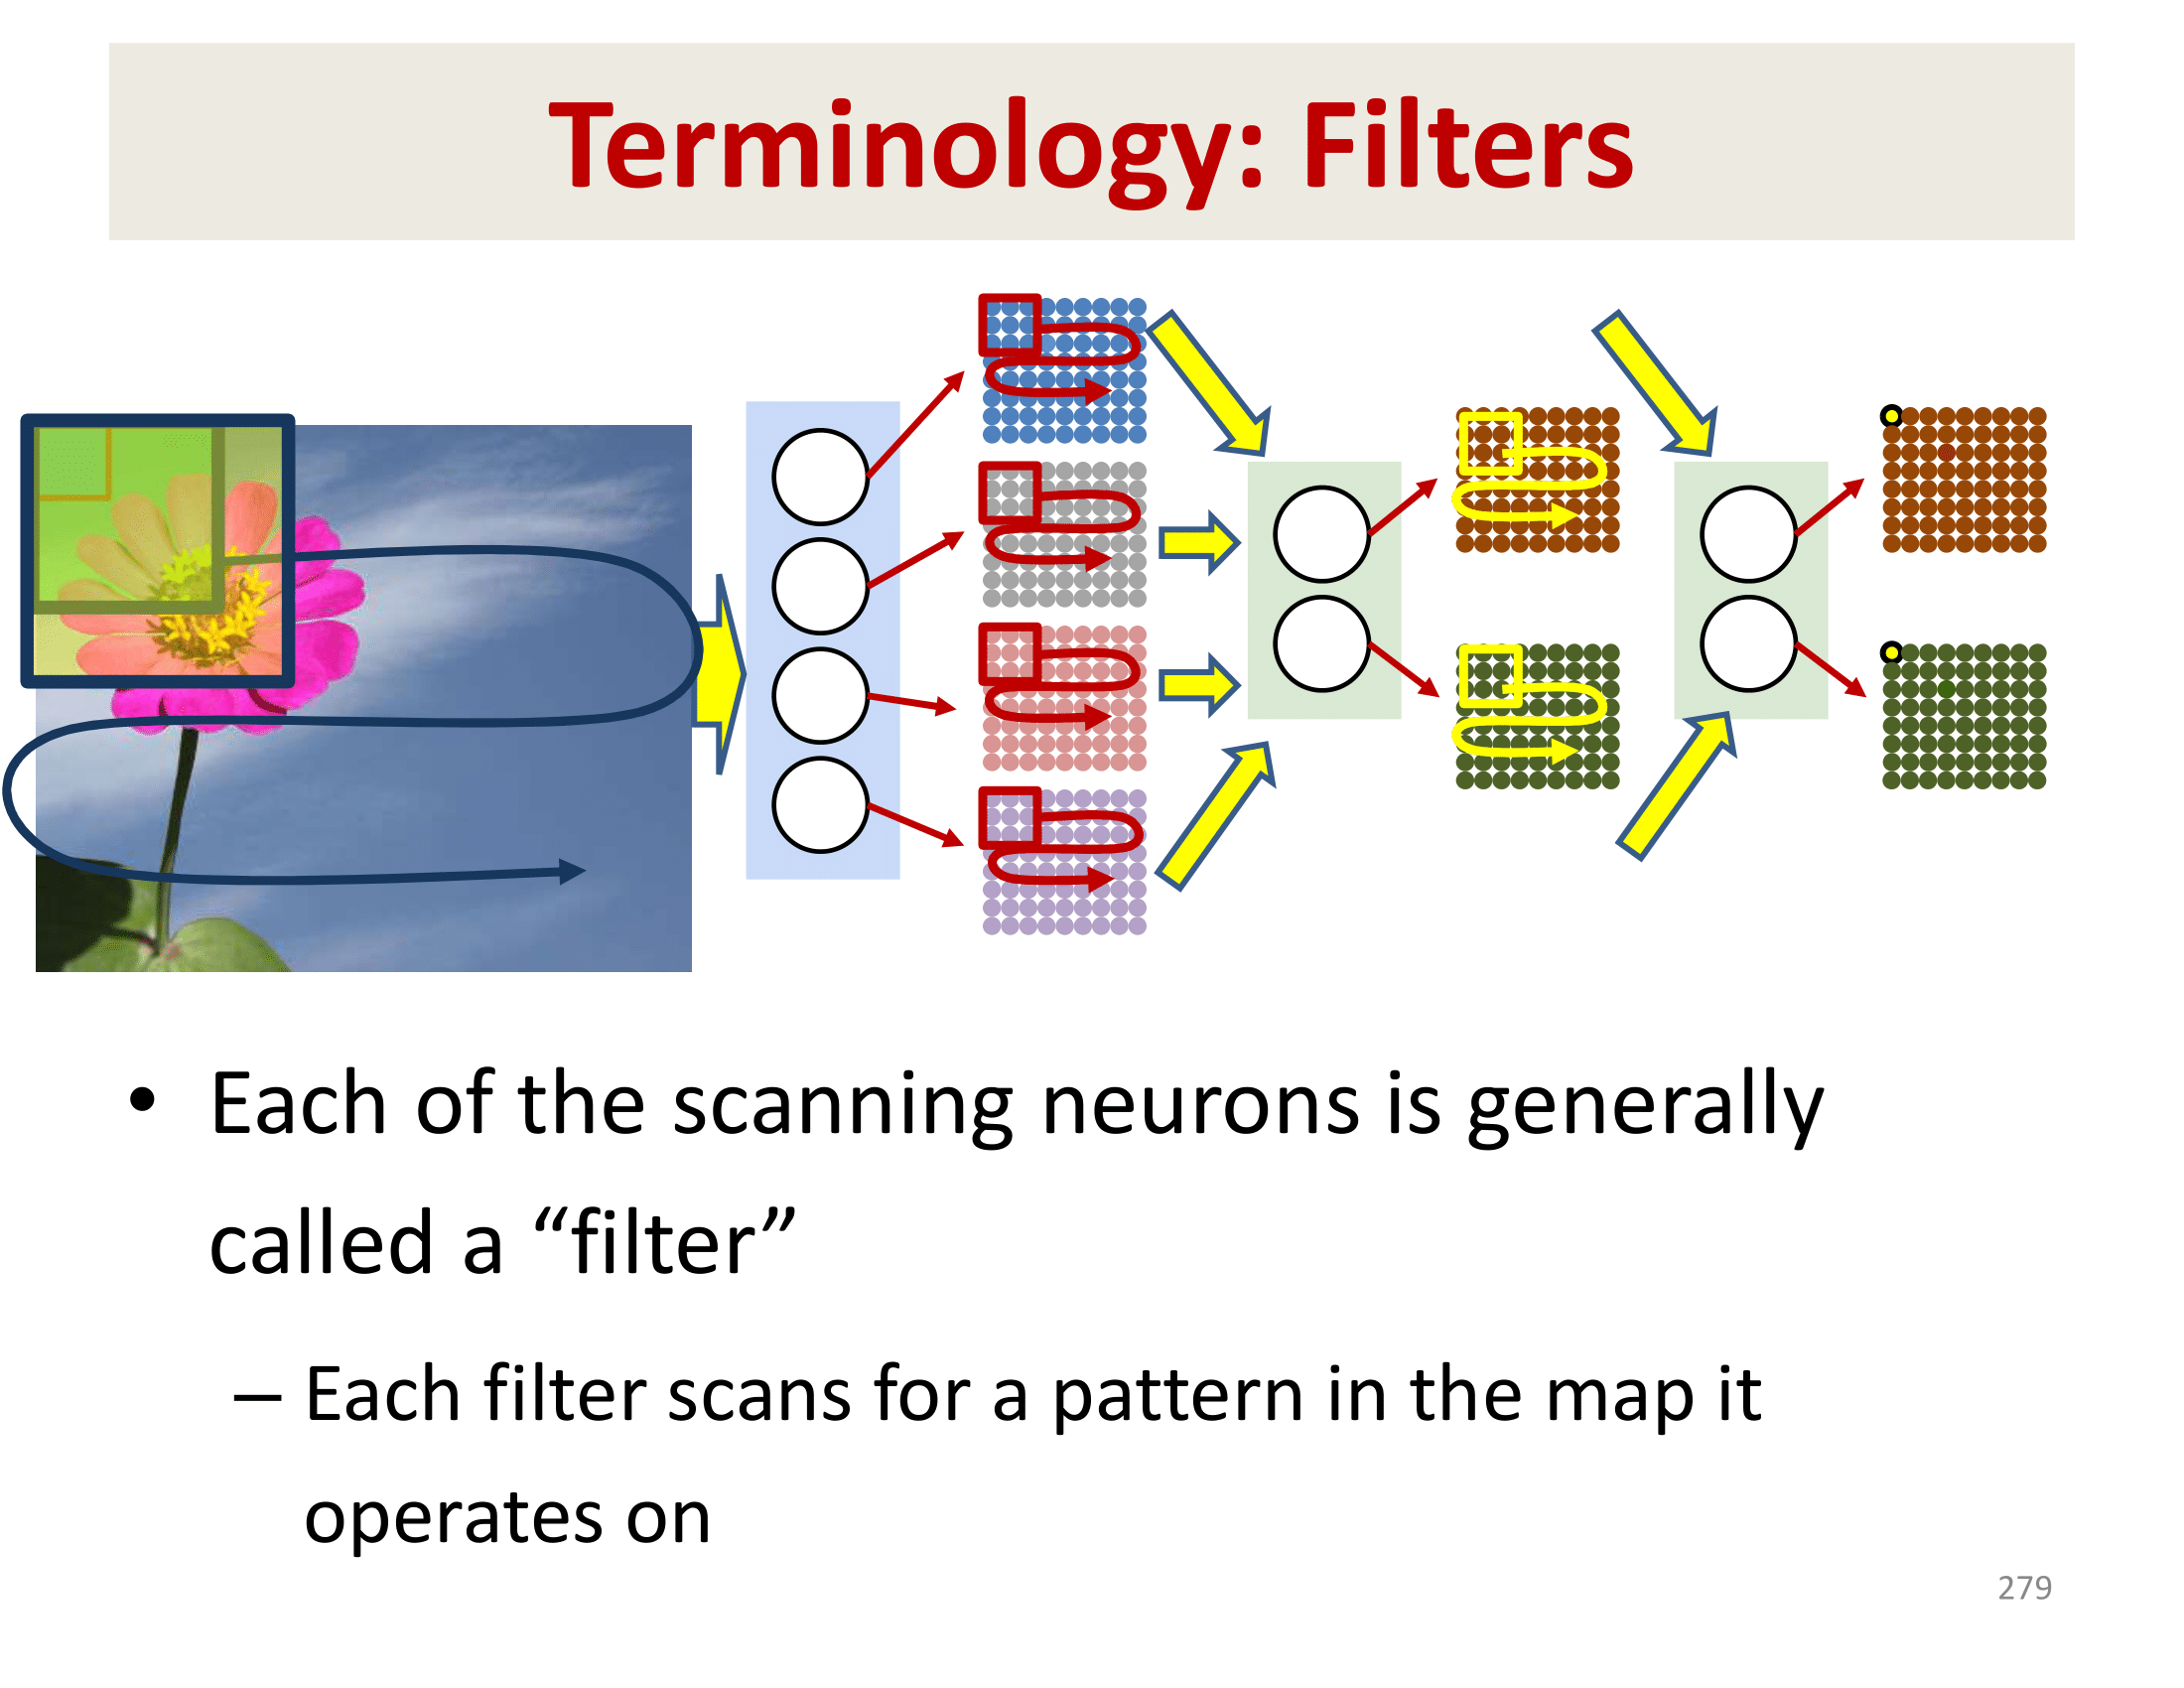 Terminology: Filters
• Each of the scanning neurons is generally
called a “filter”
– Each filter scans for a pattern in the map it
operates on
279